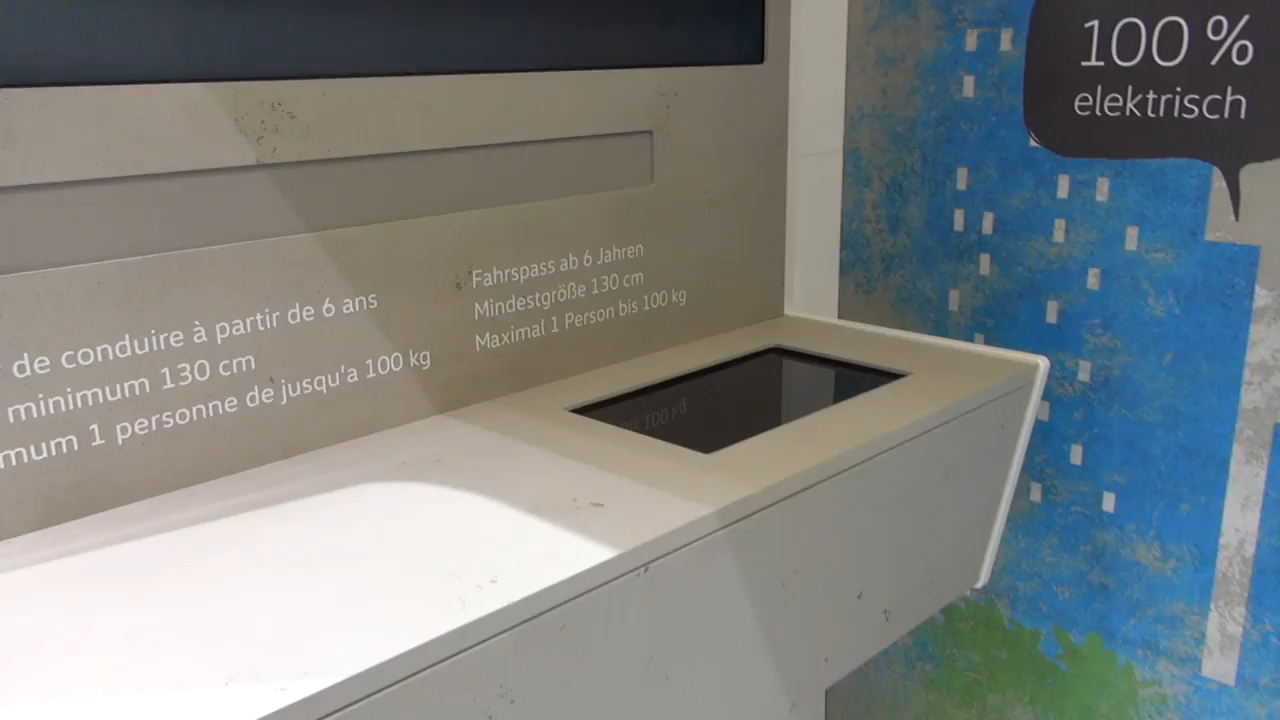 de conduire à partir de 6 ans
minimum 130 cm
1 personne de jusqu'a 100 kg
Fahrspass ab 6 Jahren
Mindestgröße 130 cm
Maximal 1 Person bis 100 kg
100 %
elektrisch